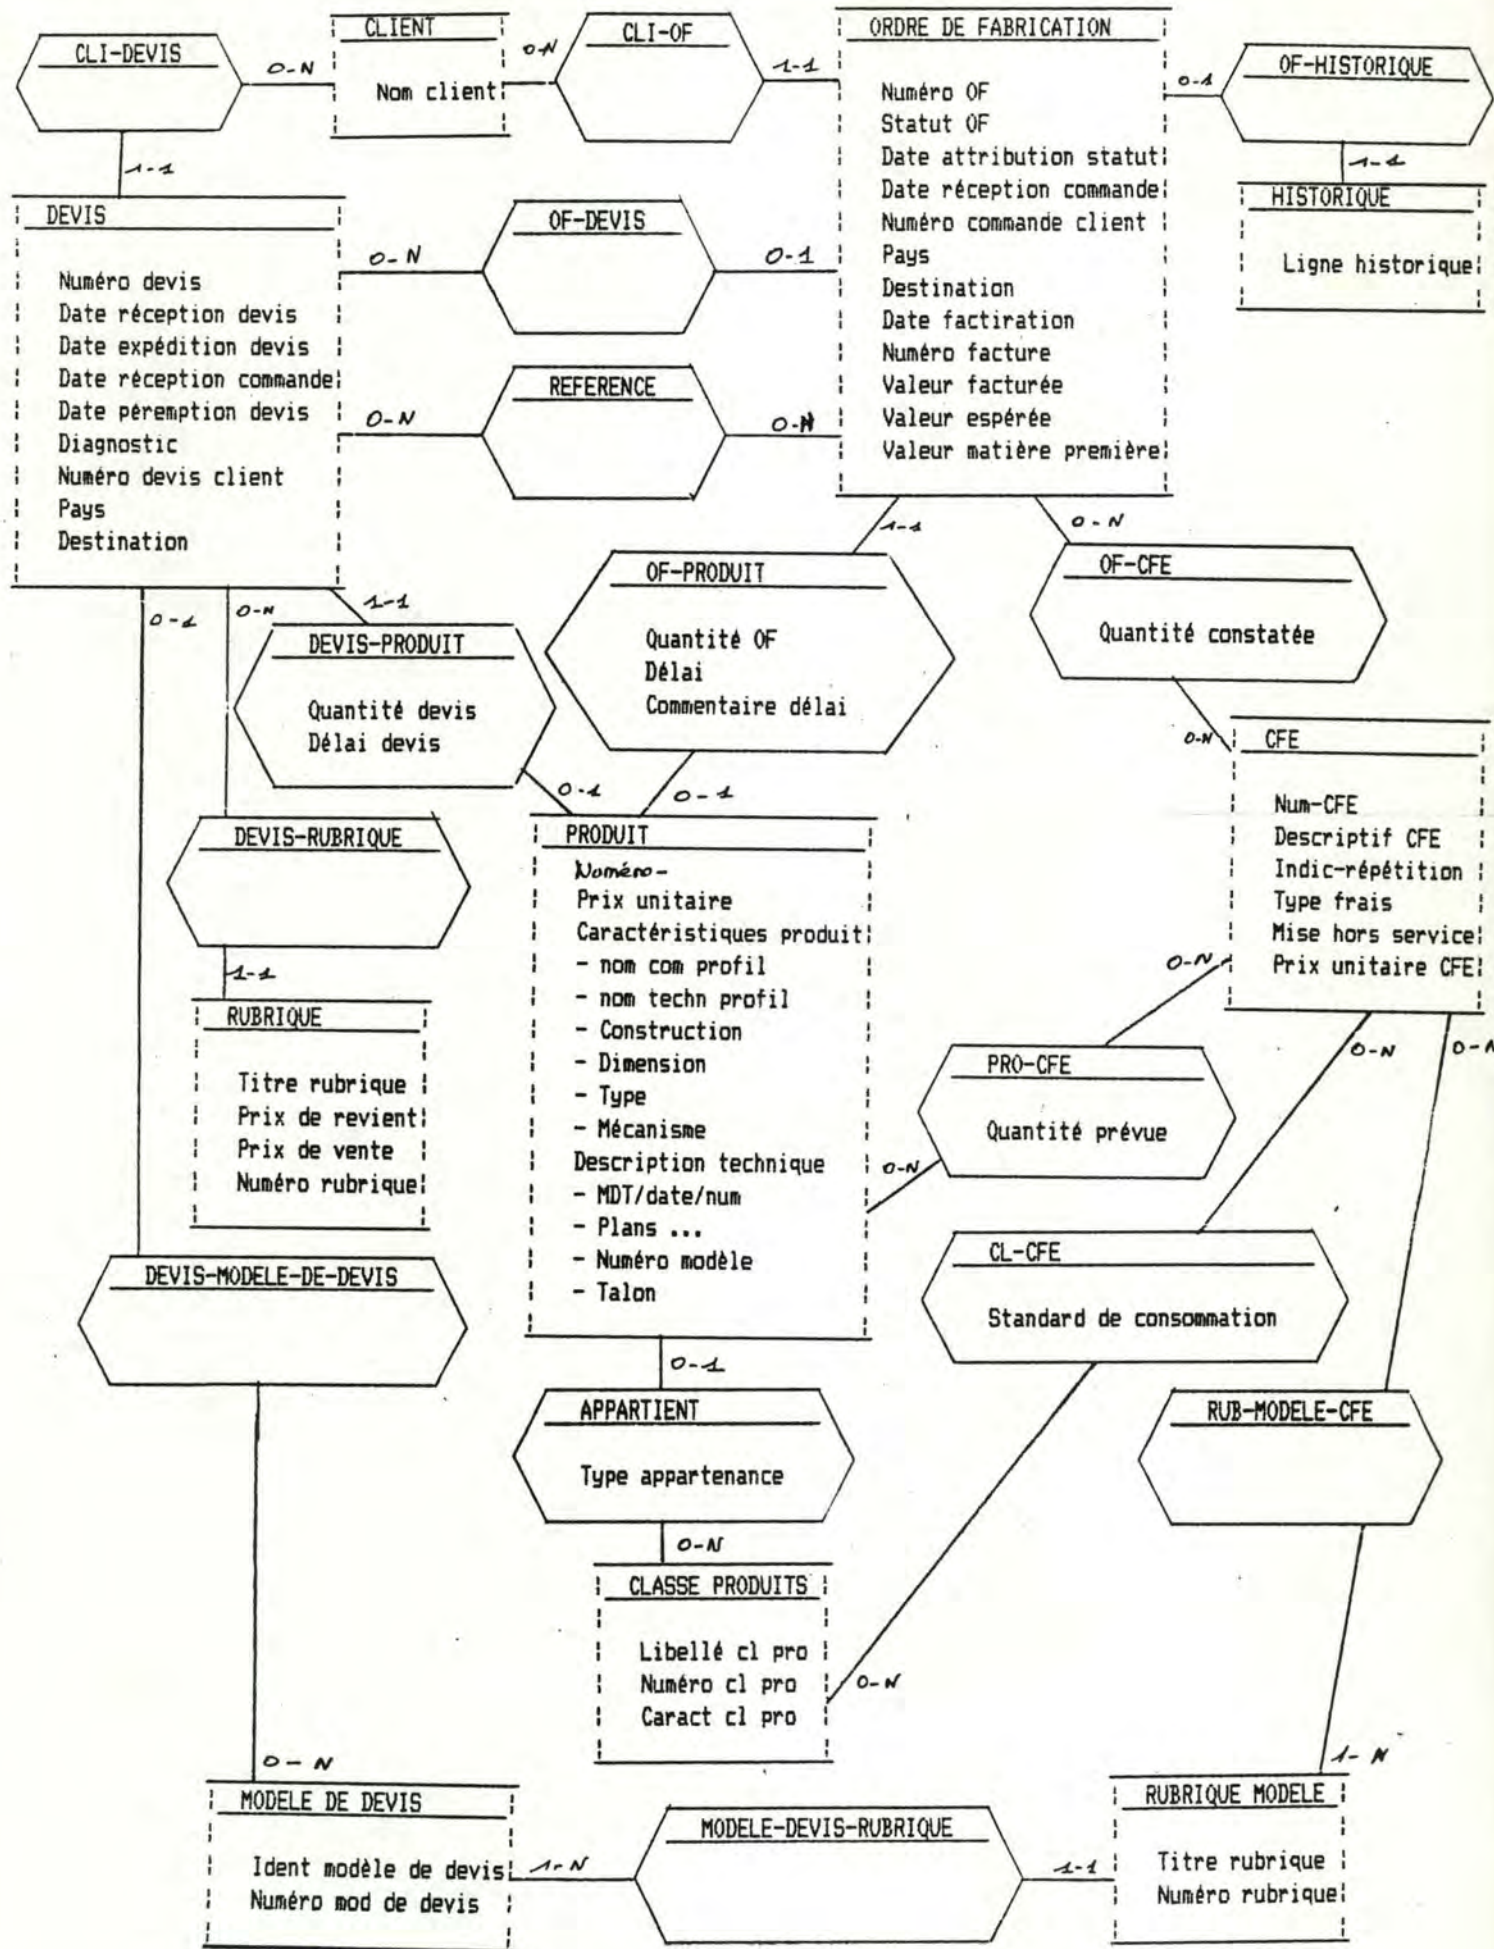 CLI-DEVIS
0-N
CLIENT
Nom client
0-N
CLI-OF
1-1
ORDRE DE FABRICATION
Numéro OF
Statut OF
Date attribution statut
Date réception commande
Numéro commande client
Pays
Destination
Date factiration
Numéro facture
Valeur facturée
Valeur espérée
Valeur matière première
0-1
OF-HISTORIQUE
1-1
HISTORIQUE
Ligne historique
1-1
DEVIS
Numéro devis
Date réception devis
Date expédition devis
Date réception commande
Date péremption devis
Diagnostic
Numéro devis client
Pays
Destination
0-N
OF-DEVIS
0-1
0-N
REFERENCE
0-N
0-1
0-N
1-1
DEVIS-PRODUIT
Quantité devis
Délai devis
0-1
1-1
OF-PRODUIT
Quantité OF
Délai
Commentaire délai
0-1
0-N
OF-CFE
Quantité constatée
0-N
CFE
Num-CFE
Descriptif CFE
Indic-répétition
Type frais
Mise hors service
Prix unitaire CFE
DEVIS-RUBRIQUE
1-1
RUBRIQUE
Titre rubrique
Prix de revient
Prix de vente
Numéro rubrique
PRODUIT
Numéro-
Prix unitaire
Caractéristiques produit
- nom com profil
- nom techn profil
- Construction
- Dimension
- Type
- Mécanisme
Description technique
- MDT/date/num
- Plans ...
- Numéro modèle
- Talon
0-N
PRO-CFE
Quantité prévue
0-N
0-N
0-N
CL-CFE
Standard de consommation
DEVIS-MODELE-DE-DEVIS
0-1
APPARTIENT
Type appartenance
0-N
RUB-MODELE-CFE
CLASSE PRODUITS
Libellé cl pro
Numéro cl pro
Caract cl pro
0-N
0-N
MODELE DE DEVIS
Ident modèle de devis
Numéro mod de devis
1-N
MODELE-DEVIS-RUBRIQUE
1-1
1-N
RUBRIQUE MODELE
Titre rubrique
Numéro rubrique